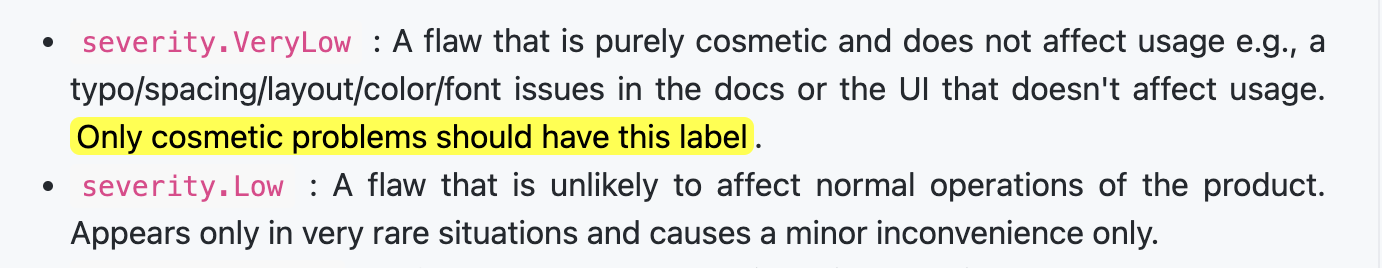 • severity.VeryLow : A flaw that is purely cosmetic and does not affect usage e.g., a
typo/spacing/layout/color/font issues in the docs or the UI that doesn't affect usage.
Only cosmetic problems should have this label.
• severity.Low : A flaw that is unlikely to affect normal operations of the product.
Appears only in very rare situations and causes a minor inconvenience only.